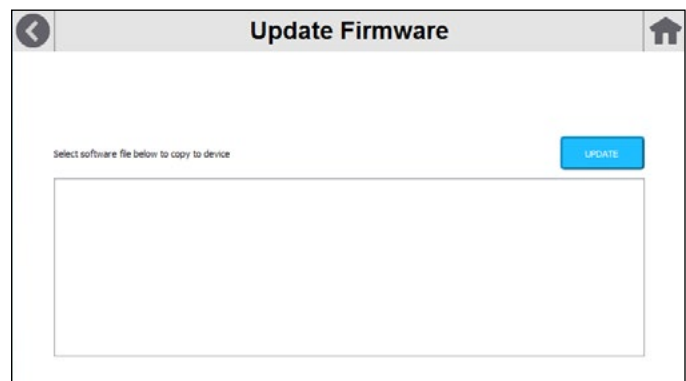 Update Firmware
Select software file below to copy to device
UPDATE